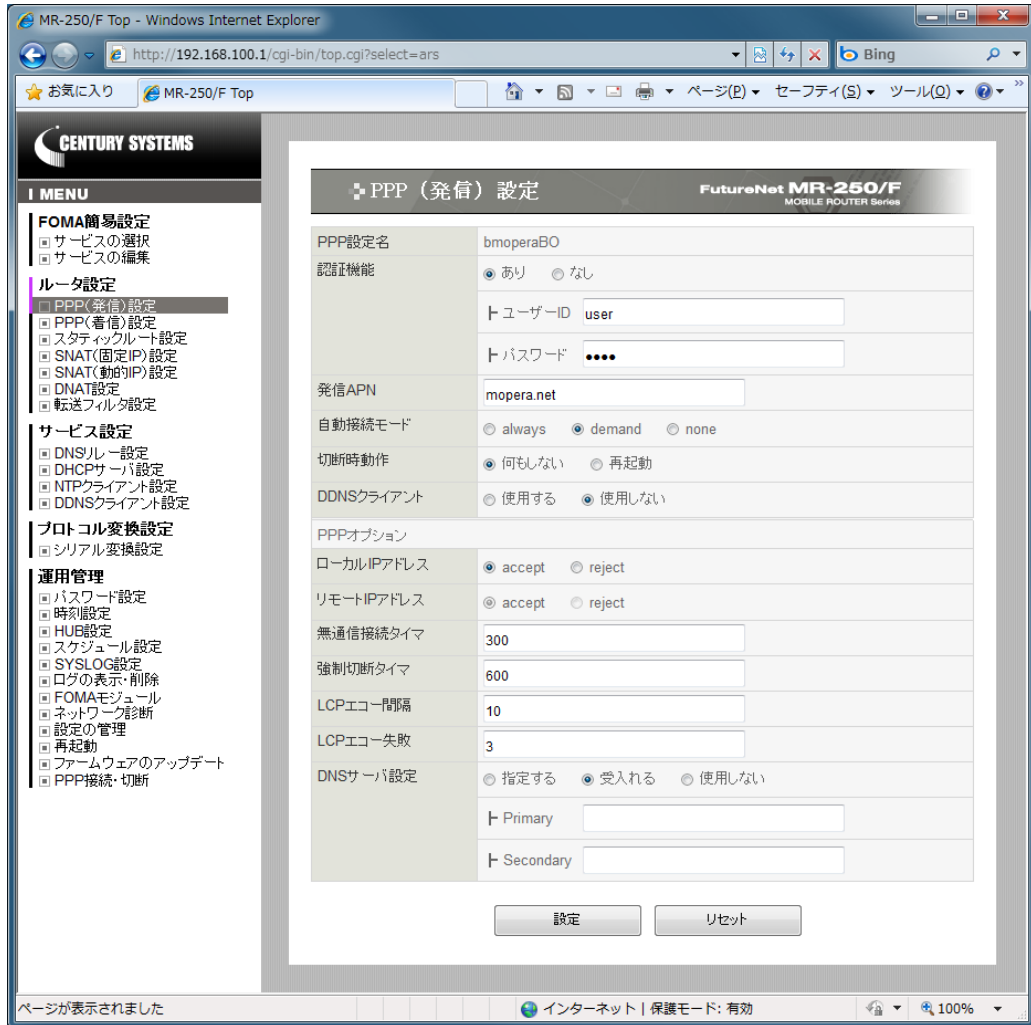 MR-250/F Top - Windows Internet Explorer
http://192.168.100.1/cgi-bin/top.cgi?select=ars
Bing
お気に入り
MR-250/F Top
ページ(P)
セーフティ(S)
ツール(O)
CENTURY SYSTEMS
MENU
FOMA簡易設定
サービスの選択
サービスの編集
ルータ設定
PPP(発信)設定
PPP(着信)設定
スタティックルート設定
SNAT(固定IP)設定
SNAT(動的IP)設定
DNAT設定
転送フィルタ設定
サービス設定
DNSリレー設定
DHCPサーバ設定
NTPクライアント設定
DDNSクライアント設定
プロトコル変換設定
シリアル変換設定
運用管理
パスワード設定
時刻設定
HUB設定
スケジュール設定
SYSLOG設定
ログの表示・削除
FOMAモジュール
ネットワーク診断
設定の管理
再起動
ファームウェアのアップデート
PPP接続・切断
PPP（発信）設定
FutureNet MR-250/F
MOBILE ROUTER Series
PPP設定名 bmoperaBO
認証機能 あり なし
ユーザーID user
パスワード ●●●●
発信APN mopera.net
自動接続モード always demand none
切断時動作 何もしない 再起動
DDNSクライアント 使用する 使用しない
PPPオプション
ローカルIPアドレス accept reject
リモートIPアドレス accept reject
無通信接続タイマ 300
強制切断タイマ 600
LCPエコー間隔 10
LCPエコー失敗 3
DNSサーバ設定 指定する 受入れる 使用しない
Primary
Secondary
設定 リセット
ページが表示されました
インターネット | 保護モード: 有効
100%